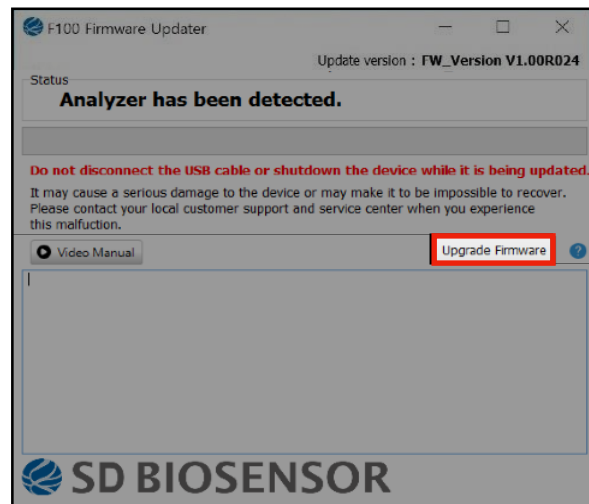 F100 Firmware Updater
Update version : FW_Version V1.00R024
Status
Analyzer has been detected.
Do not disconnect the USB cable or shutdown the device while it is being updated.
It may cause a serious damage to the device or may make it to be impossible to recover.
Please contact your local customer support and service center when you experience
this malfuction.
Video Manual
Upgrade Firmware
?
SD BIOSENSOR